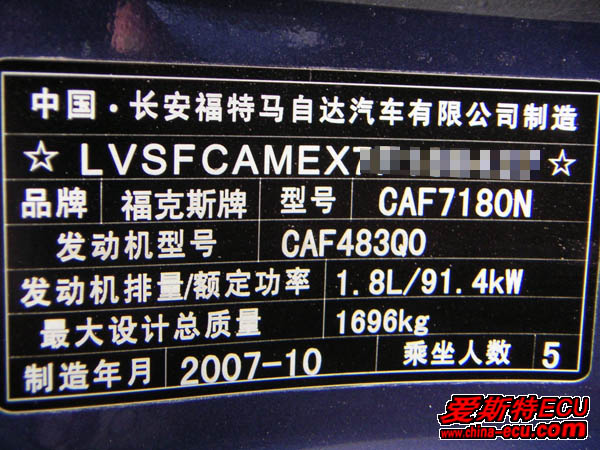 中国·长安福特马自达汽车有限公司制造
☆ LVSFCAMEX7 ☆
品牌 福克斯牌 型号 CAF7180N
发动机型号 CAF483Q0
发动机排量/额定功率 1.8L/91.4kW
最大设计总质量 1696kg
制造年月 2007-10 乘坐人数 5
爱斯特ECU
www.china-ecu.com